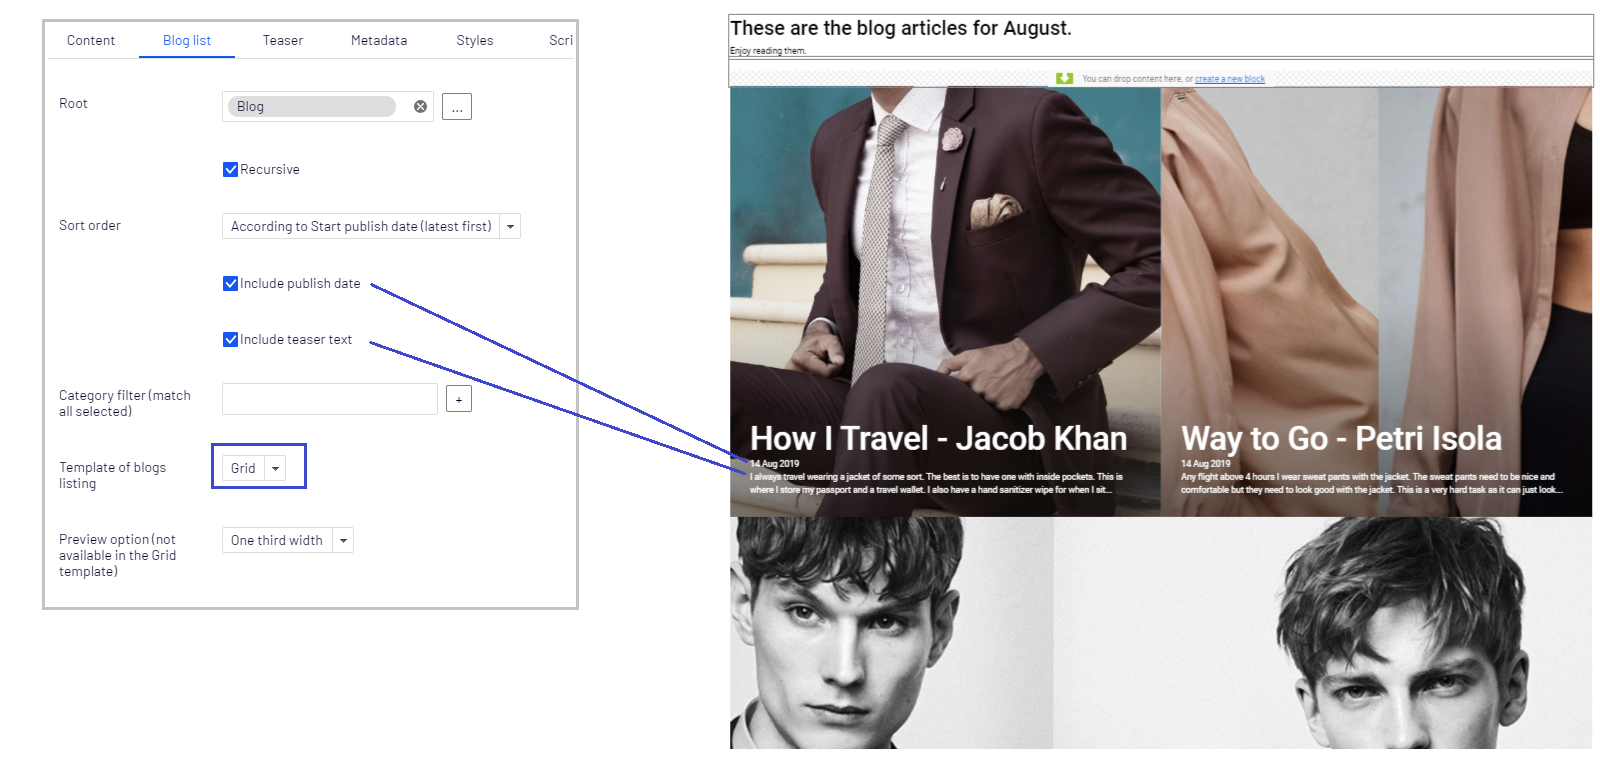 Content Blog list Teaser Metadata Styles Scri
Root
Blog
...
Recursive
Sort order
According to Start publish date (latest first)
Include publish date
Include teaser text
Category filter (match
all selected)
+
Template of blogs
listing
Grid
Preview option (not
available in the Grid
template)
One third width
These are the blog articles for August.
Enjoy reading them.
You can drop content here, or create a new block
How I Travel - Jacob Khan
14 Aug 2019
I always travel wearing a jacket of some sort. The best is to have one with inside pockets. This is
where I store my passport and a travel wallet. I also have a hand sanitizer wipe for when I sit...
Way to Go - Petri Isola
14 Aug 2019
Any flight above 4 hours I wear sweat pants with the jacket. The sweat pants need to be nice and
comfortable but they need to look good with the jacket. This is a very hard task as it can just look...